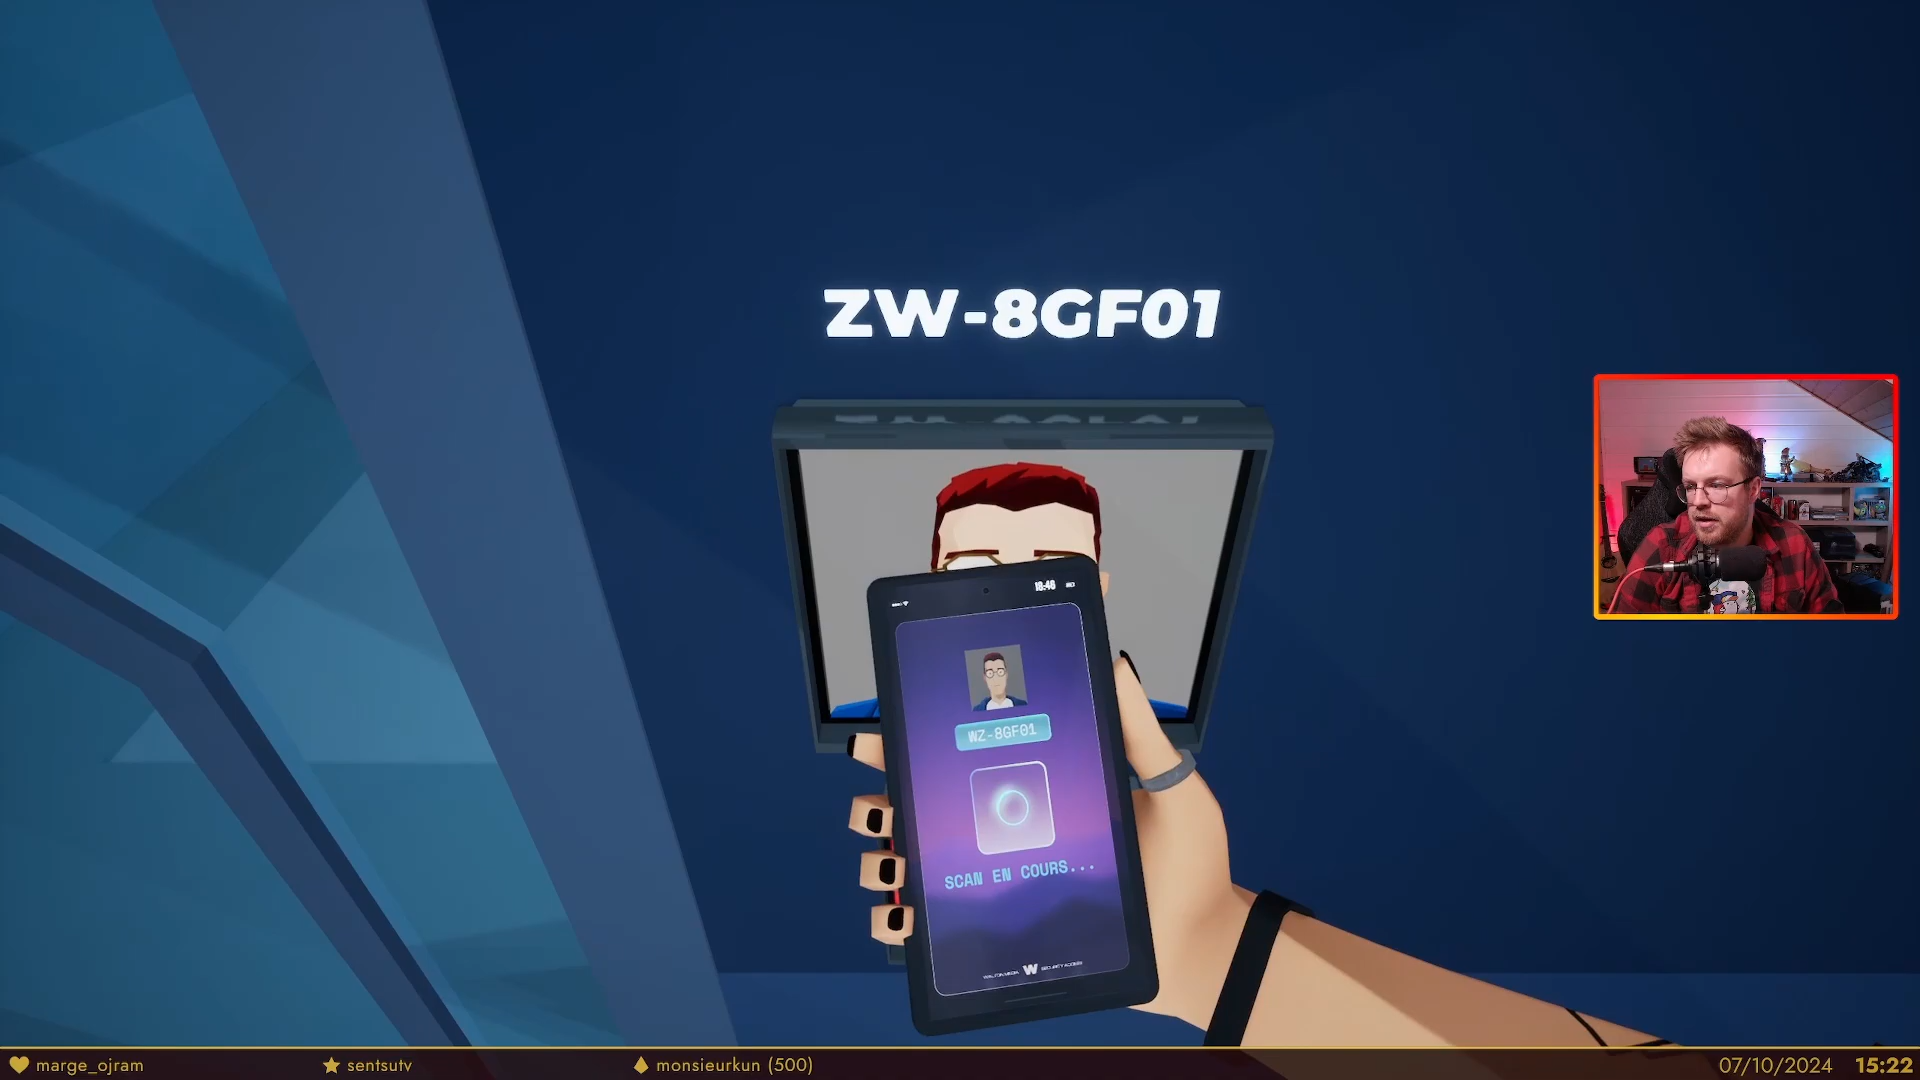 ZW-8GF01
18:46
WZ-8GF01
SCAN EN COURS...
W
marge_ojram
sentsutv
monsieurkun (500)
07/10/2024 15:22